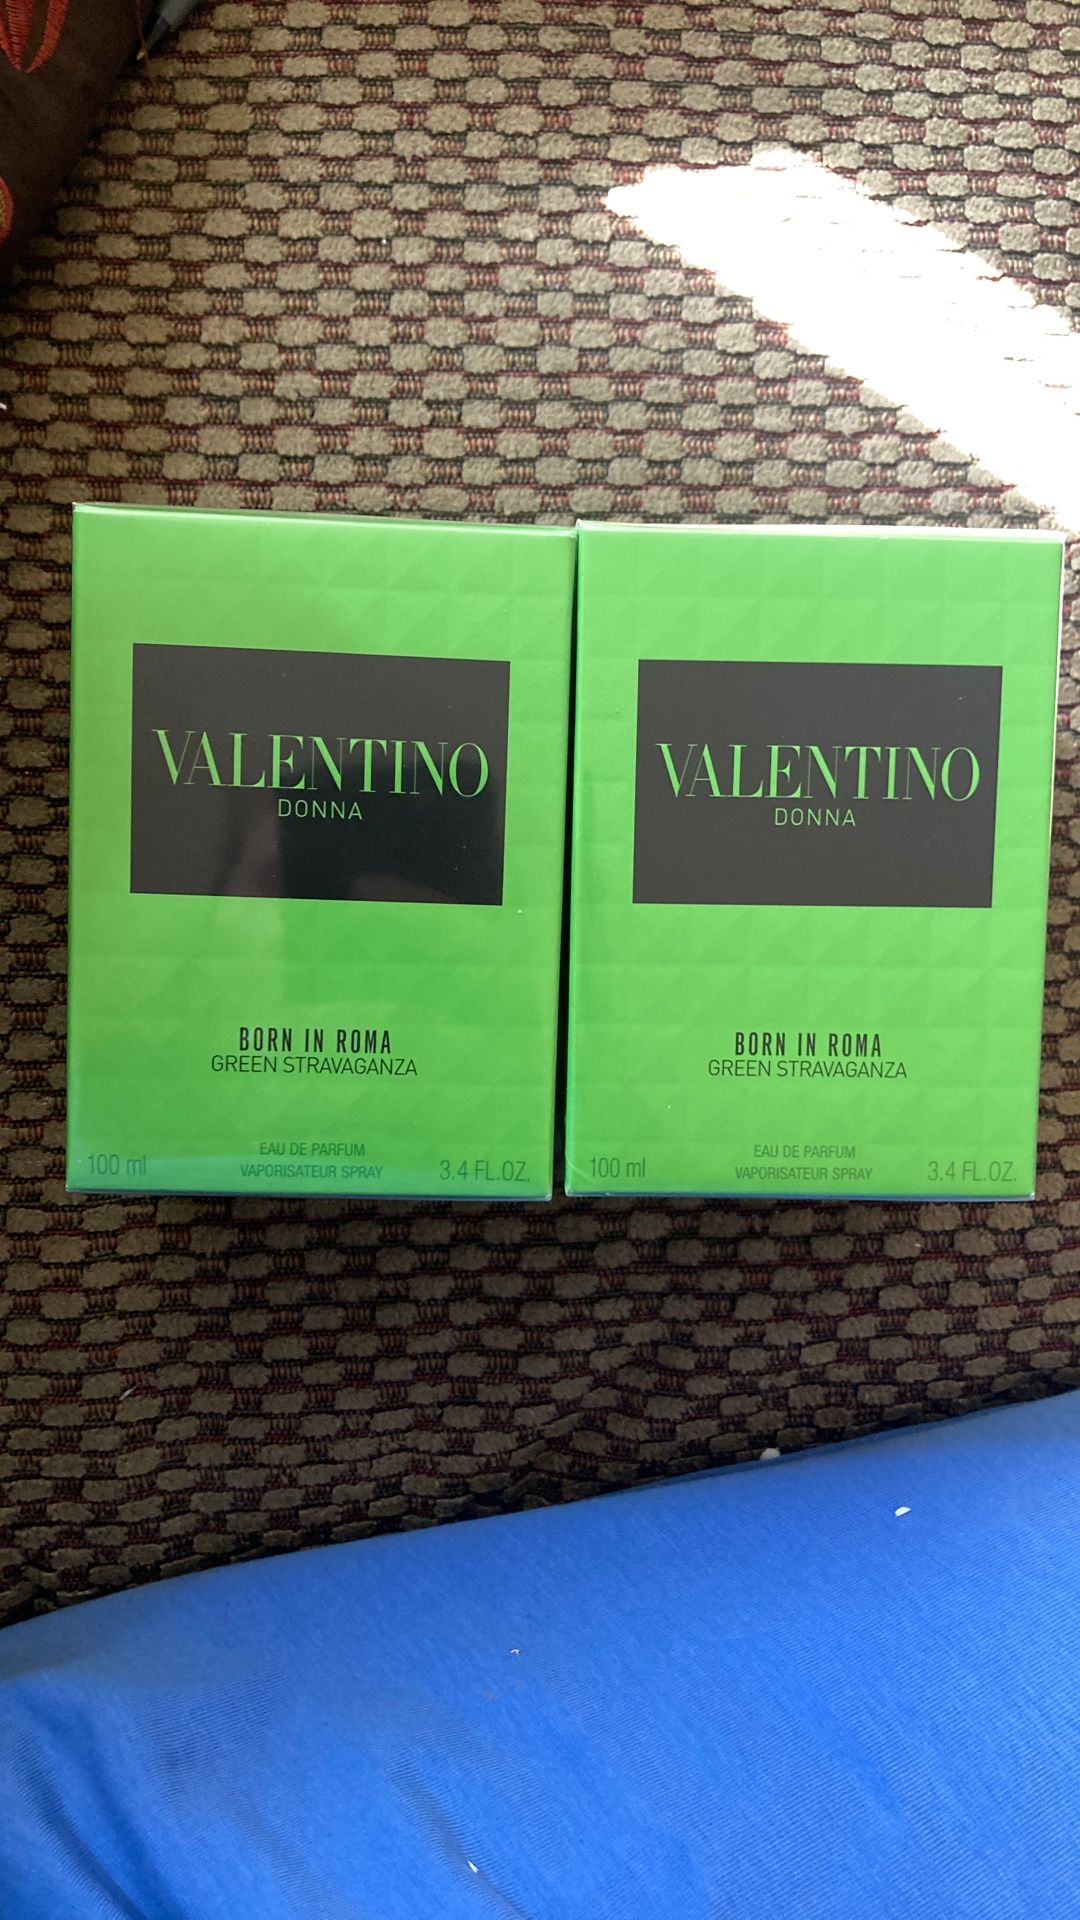 VALENTINO
DONNA
BORN IN ROMA
GREEN STRAVAGANZA
EAU DE PARFUM
VAPORISATEUR SPRAY
100 ml
3.4 FL.OZ.
VALENTINO
DONNA
BORN IN ROMA
GREEN STRAVAGANZA
EAU DE PARFUM
VAPORISATEUR SPRAY
100 ml
3.4 FL.OZ.